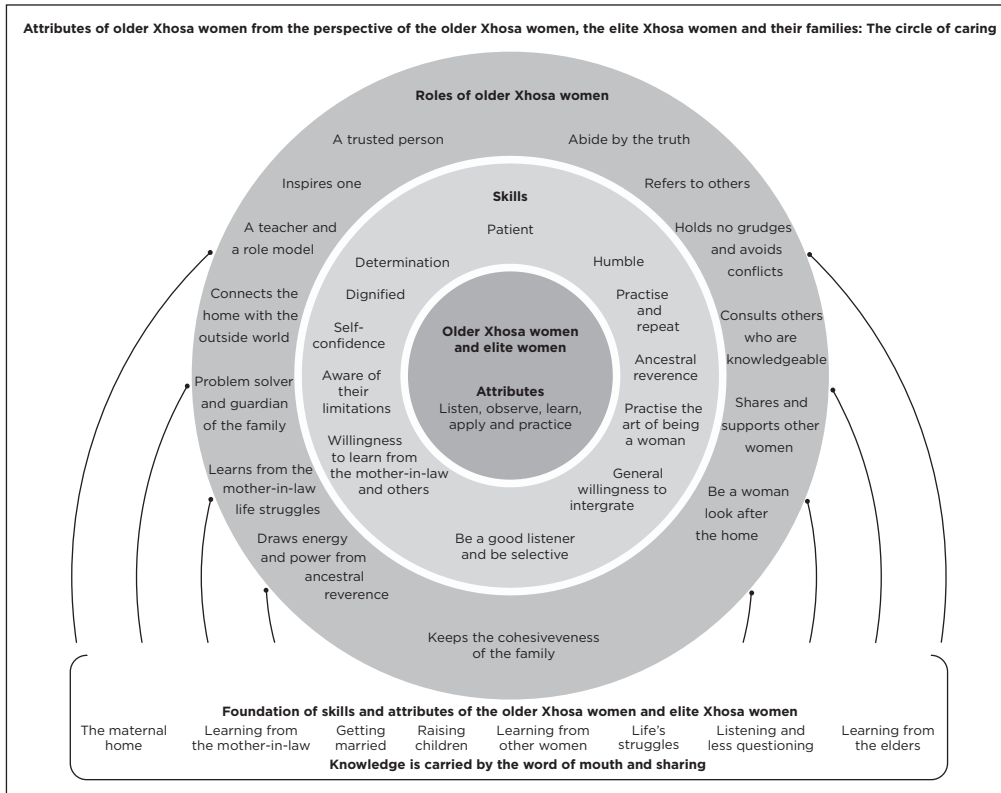 Attributes of older Xhosa women from the perspective of the older Xhosa women, the elite Xhosa women and their families: The circle of caring
Roles of older Xhosa women
A trusted person
Abide by the truth
Inspires one
Refers to others
A teacher and
a role model
Holds no grudges
and avoids
conflicts
Connects the
home with the
outside world
Consults others
who are
knowledgeable
Problem solver
and guardian
of the family
Shares and
supports other
women
Learns from the
mother-in-law
life struggles
Be a woman
look after
the home
Draws energy
and power from
ancestral
reverence
Keeps the cohesiveness
of the family
Skills
Patient
Determination
Humble
Dignified
Practise
and
repeat
Self-
confidence
Ancestral
reverence
Aware of
their
limitations
Practise the
art of being
a woman
Willingness
to learn from
the mother-in-law
and others
General
willingness to
intergrate
Be a good listener
and be selective
Older Xhosa women
and elite women
Attributes
Listen, observe, learn,
apply and practice
Foundation of skills and attributes of the older Xhosa women and elite Xhosa women
The maternal
home
Learning from
the mother-in-law
Getting
married
Raising
children
Learning from
other women
Life's
struggles
Listening and
less questioning
Learning from
the elders
Knowledge is carried by the word of mouth and sharing